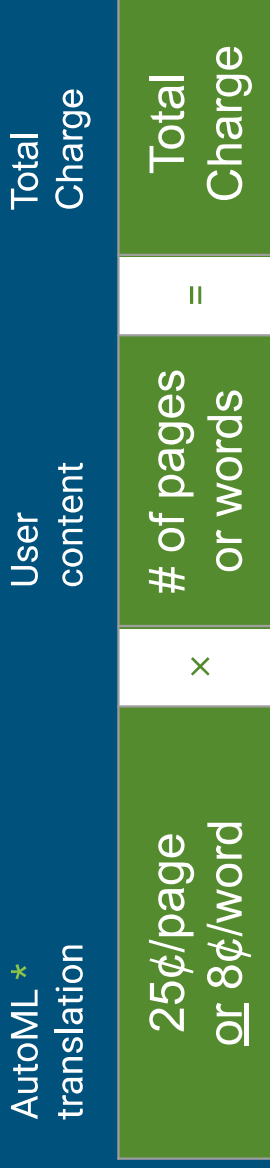 AutoML *
translation
User
content
Total
Charge
25¢/page
or 8¢/word
×
# of pages
or words
=
Total
Charge